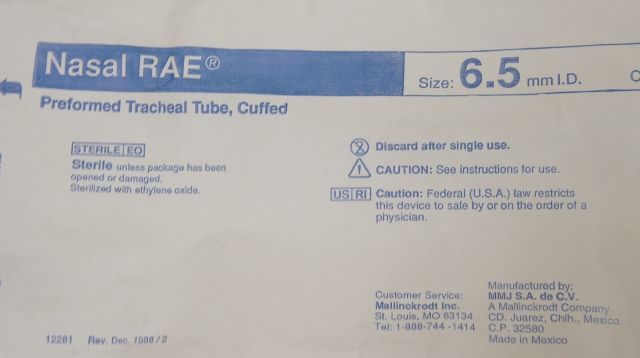 Nasal RAE®
Size: 6.5 mm I.D.
C
Preformed Tracheal Tube, Cuffed
STERILE EO
Sterile unless package has been
opened or damaged.
Sterilized with ethylene oxide.
Discard after single use.
CAUTION: See instructions for use.
US RI Caution: Federal (U.S.A.) law restricts
this device to sale by or on the order of a
physician.
Customer Service:
Mallinckrodt Inc.
St. Louis, MO 63134
Tel: 1-888-744-1414
Manufactured by:
MMJ S.A. de C.V.
A Mallinckrodt Company
CD. Juarez, Chih., Mexico.
C.P. 32580
Made in Mexico
12281 Rev. Dec. 1998/2